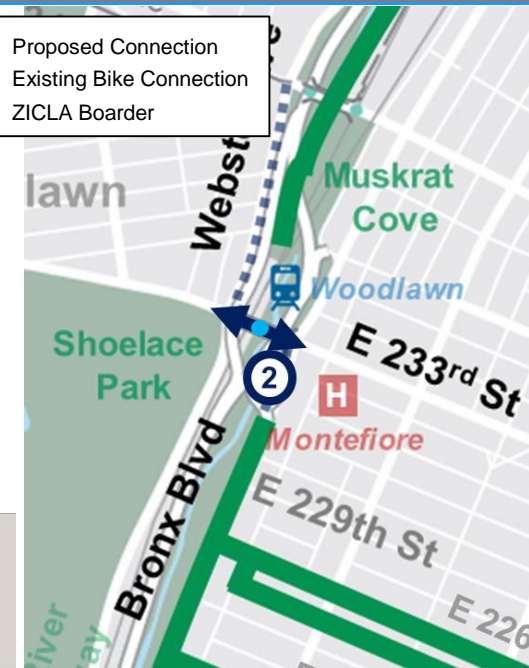 Proposed Connection
Existing Bike Connection
ZICLA Boarder
lawn
Muskrat
Cove
Woodlawn
Shoelace
Park
E 233rd St
2
H
Montefiore
Bronx Blvd
E 229th St
E 226
River